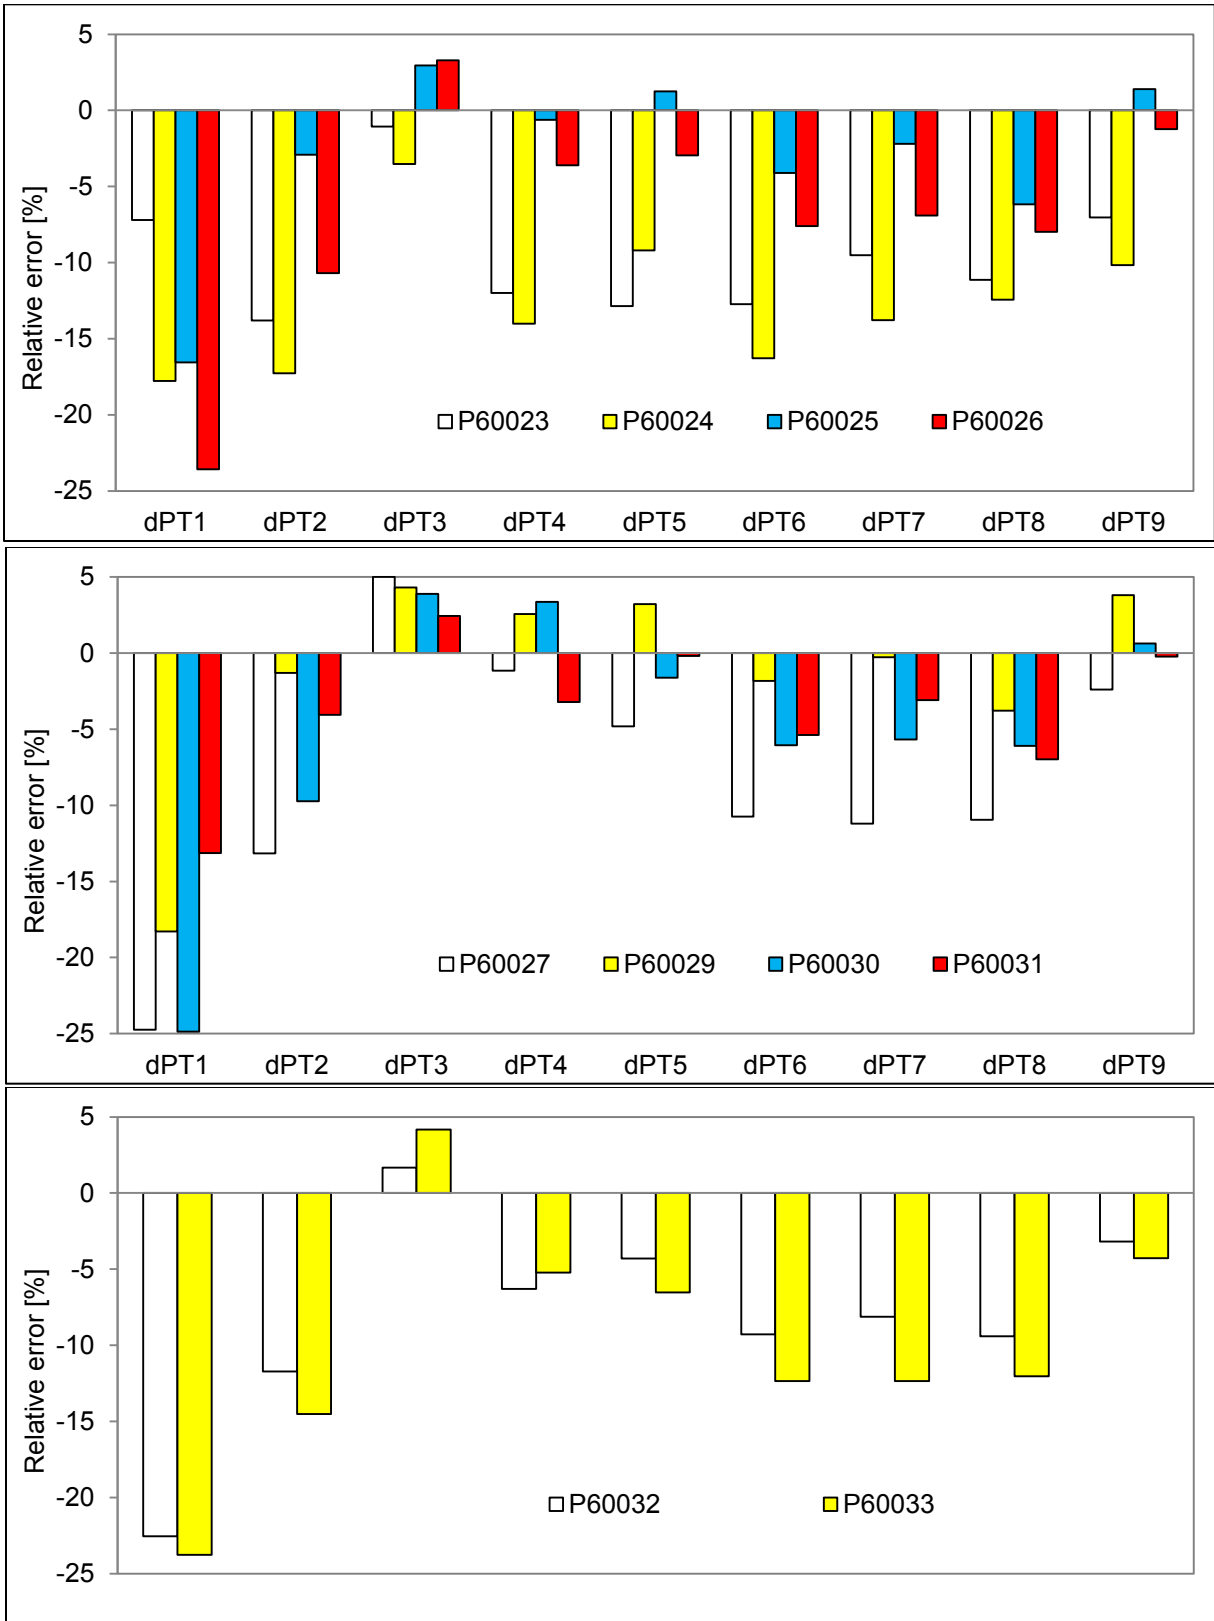 5
0
-5
-10
-15
-20
-25
Relative error [%]
P60023 P60024 P60025 P60026
dPT1 dPT2 dPT3 dPT4 dPT5 dPT6 dPT7 dPT8 dPT9
5
0
-5
-10
-15
-20
-25
Relative error [%]
P60027 P60029 P60030 P60031
dPT1 dPT2 dPT3 dPT4 dPT5 dPT6 dPT7 dPT8 dPT9
5
0
-5
-10
-15
-20
-25
Relative error [%]
P60032 P60033